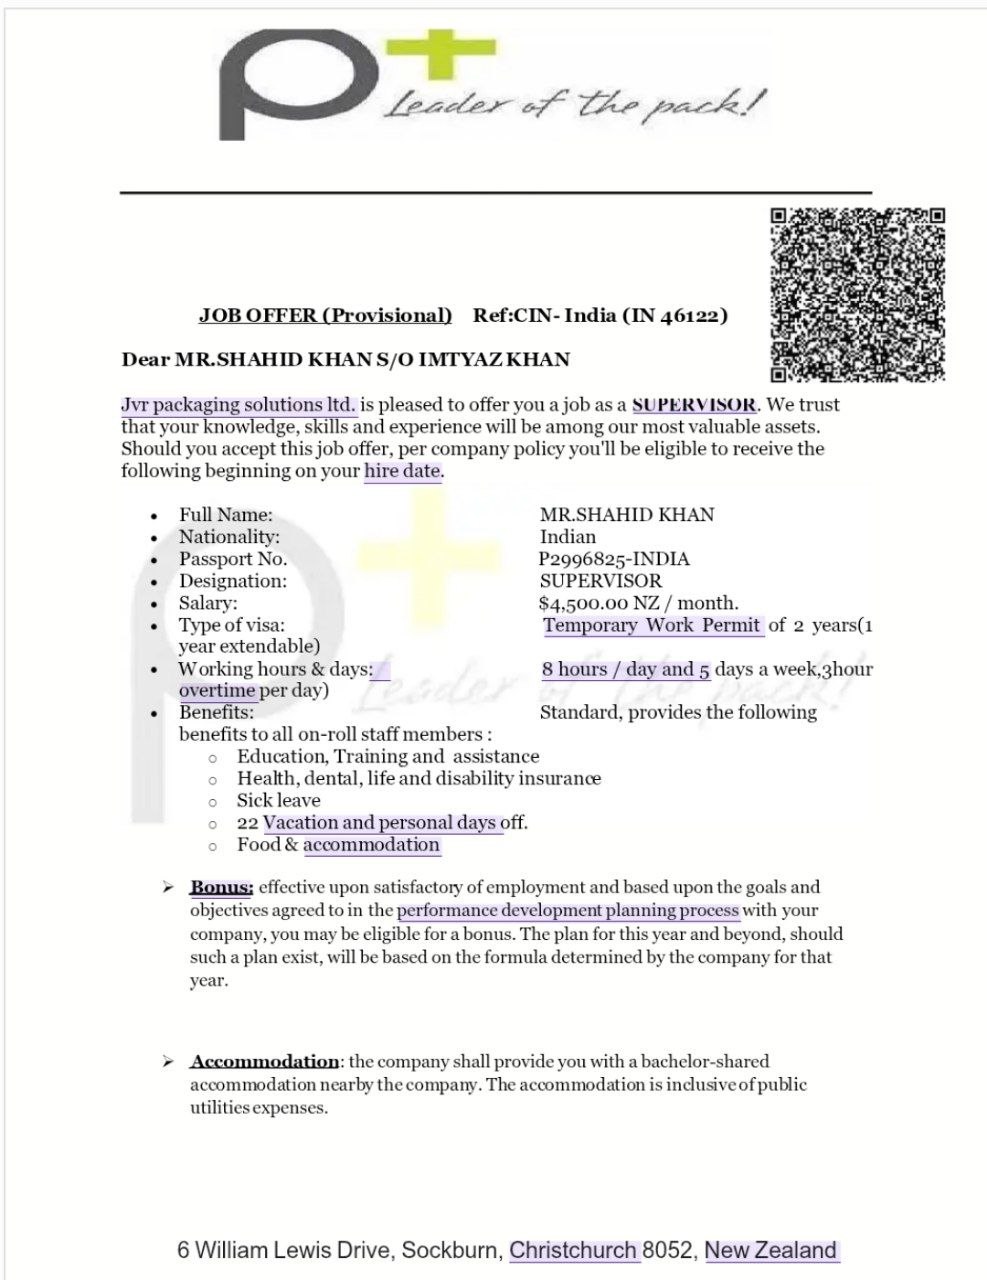 p+ Leader of the pack!
JOB OFFER (Provisional) Ref:CIN- India (IN 46122)
Dear MR.SHAHID KHAN S/O IMTYAZ KHAN
Jvr packaging solutions ltd. is pleased to offer you a job as a SUPERVISOR. We trust
that your knowledge, skills and experience will be among our most valuable assets.
Should you accept this job offer, per company policy you'll be eligible to receive the
following beginning on your hire date.
• Full Name: MR.SHAHID KHAN
• Nationality: Indian
• Passport No. P2996825-INDIA
• Designation: SUPERVISOR
• Salary: $4,500.00 NZ / month.
• Type of visa: Temporary Work Permit of 2 years(1
year extendable)
• Working hours & days: 8 hours / day and 5 days a week,3hour
overtime per day)
• Benefits: Standard, provides the following
benefits to all on-roll staff members :
o Education, Training and assistance
o Health, dental, life and disability insurance
o Sick leave
o 22 Vacation and personal days off.
o Food & accommodation
➢ Bonus: effective upon satisfactory of employment and based upon the goals and
objectives agreed to in the performance development planning process with your
company, you may be eligible for a bonus. The plan for this year and beyond, should
such a plan exist, will be based on the formula determined by the company for that
year.
➢ Accommodation: the company shall provide you with a bachelor-shared
accommodation nearby the company. The accommodation is inclusive of public
utilities expenses.
6 William Lewis Drive, Sockburn, Christchurch 8052, New Zealand